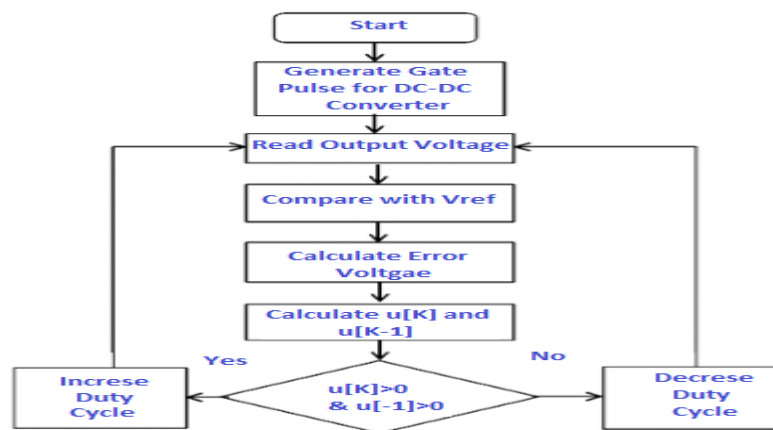 Start
Generate Gate
Pulse for DC-DC
Converter
Read Output Voltage
Compare with Vref
Calculate Error
Voltgae
Calculate u[K] and
u[K-1]
Yes
No
u[K]>0
& u[-1]>0
Increse
Duty
Cycle
Decrese
Duty
Cycle